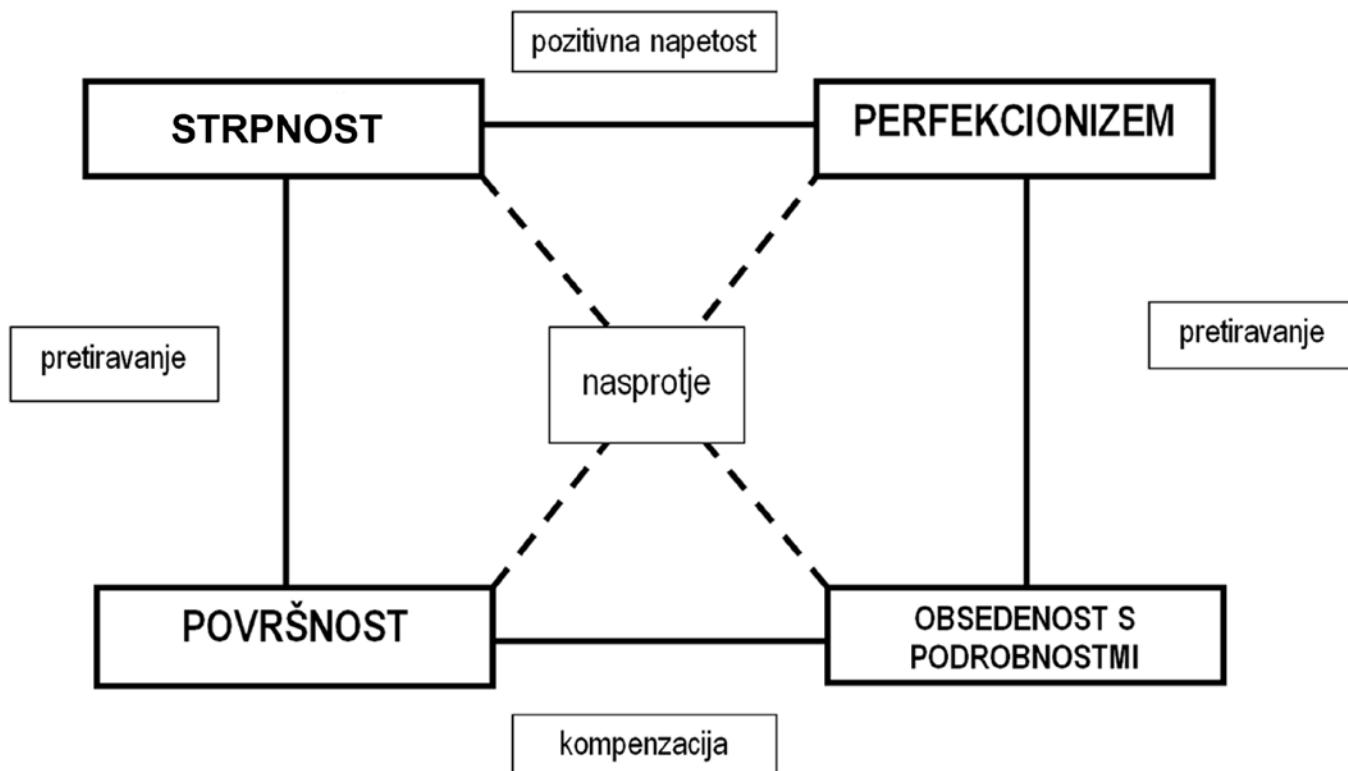 pozitivna napetost
STRPNOST
PERFEKCIONIZEM
pretiravanje
nasprotje
pretiravanje
POVRŠNOST
OBSEDENOST S
PODROBNOSTMI
kompenzacija